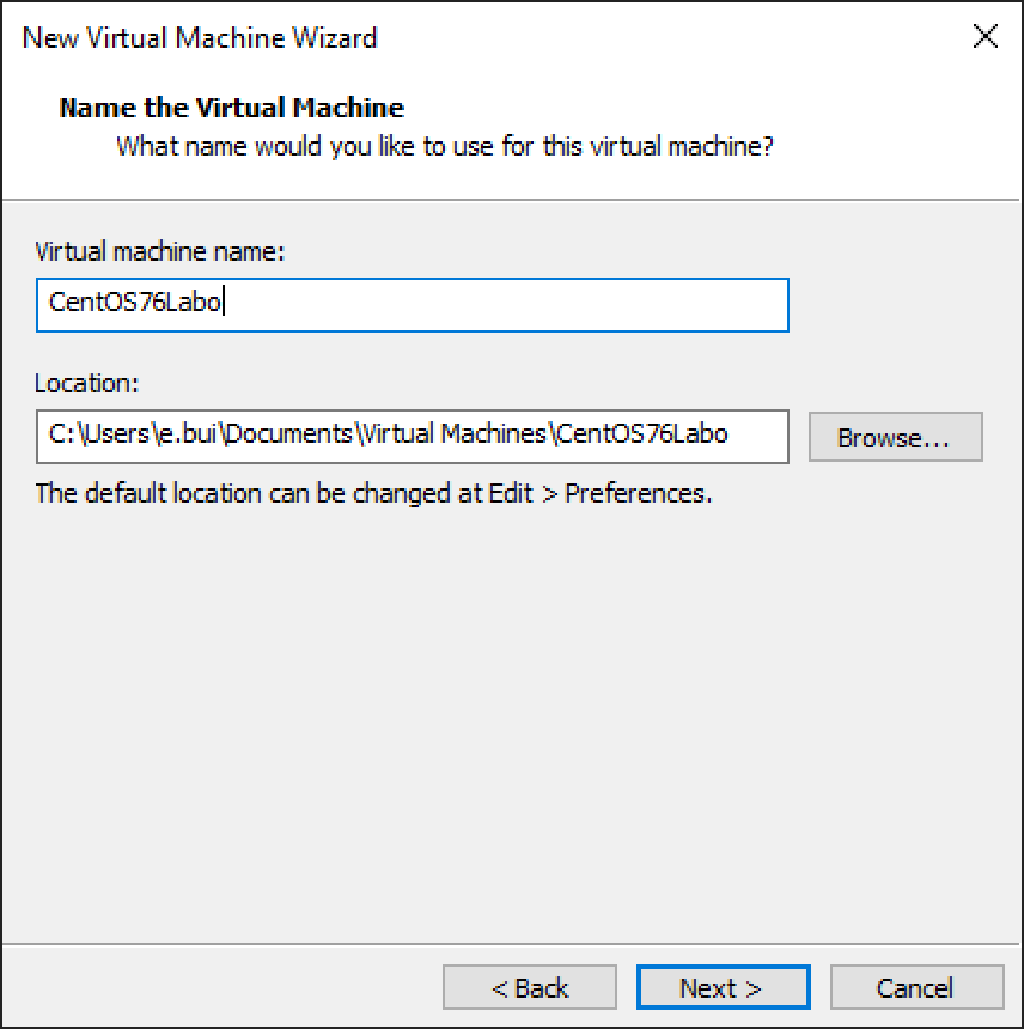 New Virtual Machine Wizard
Name the Virtual Machine
What name would you like to use for this virtual machine?
Virtual machine name:
CentOS76Labo
Location:
C:\Users\e.bui\Documents\Virtual Machines\CentOS76Labo
Browse...
The default location can be changed at Edit > Preferences.
< Back
Next >
Cancel